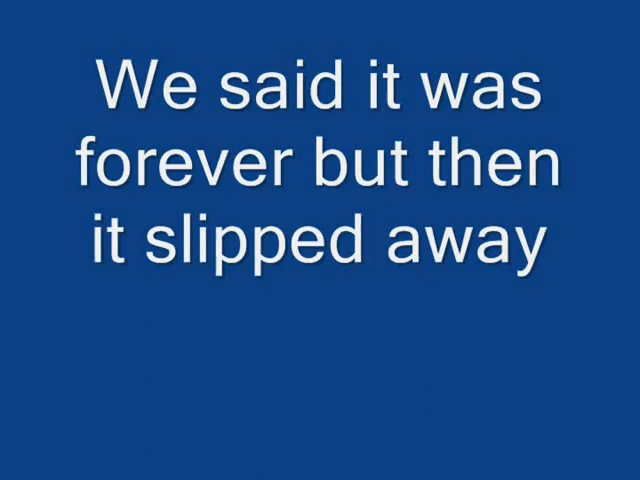 We said it was
forever but then
it slipped away